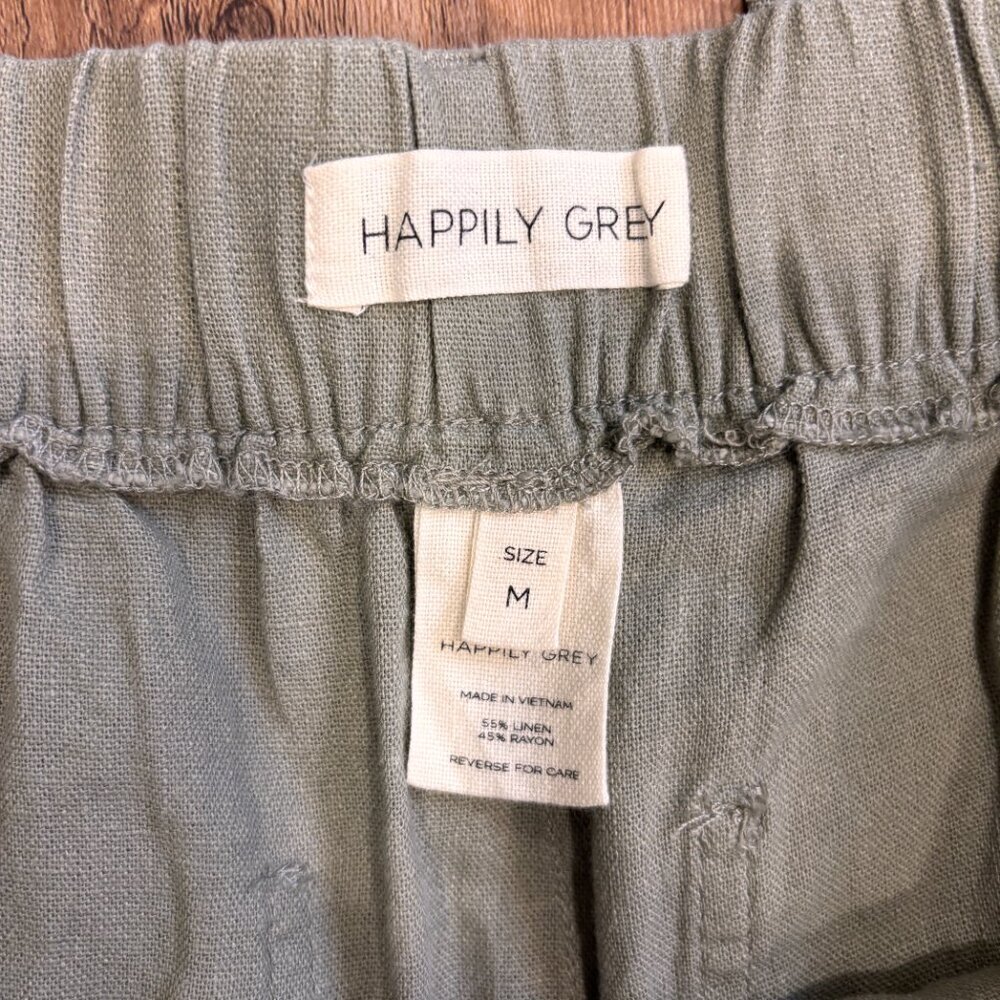 HAPPILY GREY
SIZE
M
HAPPILY GREY
MADE IN VIETNAM
55% LINEN
45% RAYON
REVERSE FOR CARE